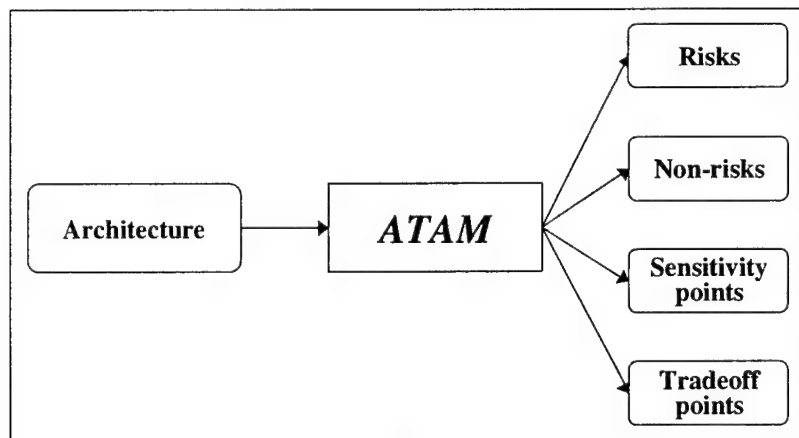 Architecture
ATAM
Risks
Non-risks
Sensitivity
points
Tradeoff
points